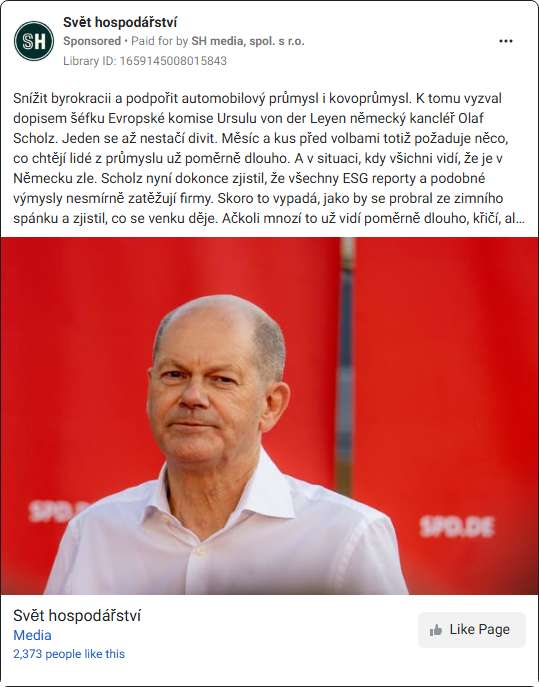 SH
Svět hospodářství
Sponsored • Paid for by SH media, spol. s r.o.
Library ID: 1659145008015843
Snížit byrokracii a podpořit automobilový průmysl i kovoprůmysl. K tomu vyzval
dopisem šéfku Evropské komise Ursulu von der Leyen německý kancléř Olaf
Scholz. Jeden se až nestačí divit. Měsíc a kus před volbami totiž požaduje něco,
co chtějí lidé z průmyslu už poměrně dlouho. A v situaci, kdy všichni vidí, že je v
Německu zle. Scholz nyní dokonce zjistil, že všechny ESG reporty a podobné
výmysly nesmírně zatěžují firmy. Skoro to vypadá, jako by se probral ze zimního
spánku a zjistil, co se venku děje. Ačkoli mnozí to už vidí poměrně dlouho, křičí, al…
SPD.DE
SPD.DE
Svět hospodářství
Media
2,373 people like this
Like Page